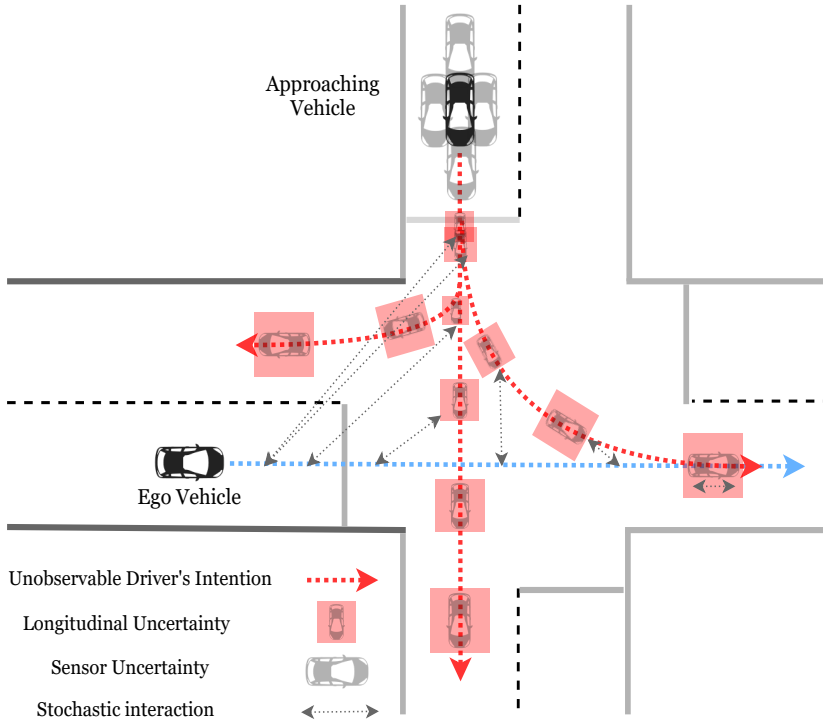 Approaching
Vehicle
Ego Vehicle
Unobservable Driver's Intention
Longitudinal Uncertainty
Sensor Uncertainty
Stochastic interaction